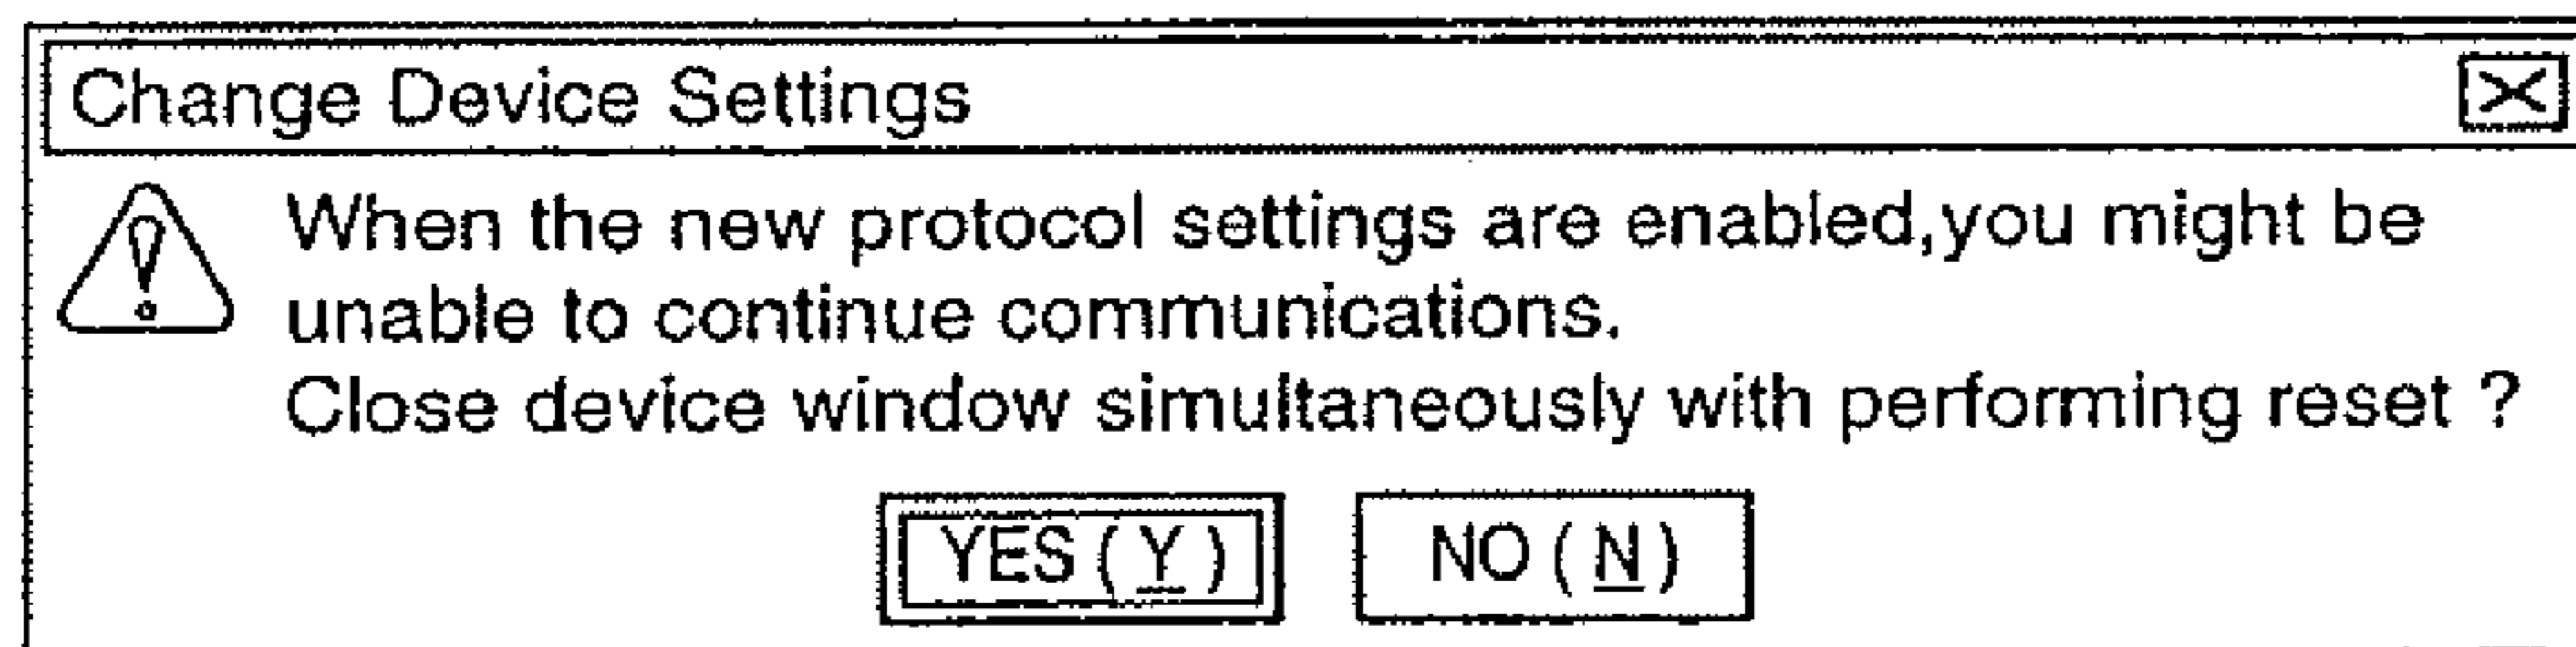 Change Device Settings
When the new protocol settings are enabled,you might be
unable to continue communications.
Close device window simultaneously with performing reset ?
YES ( Y ) NO ( N )